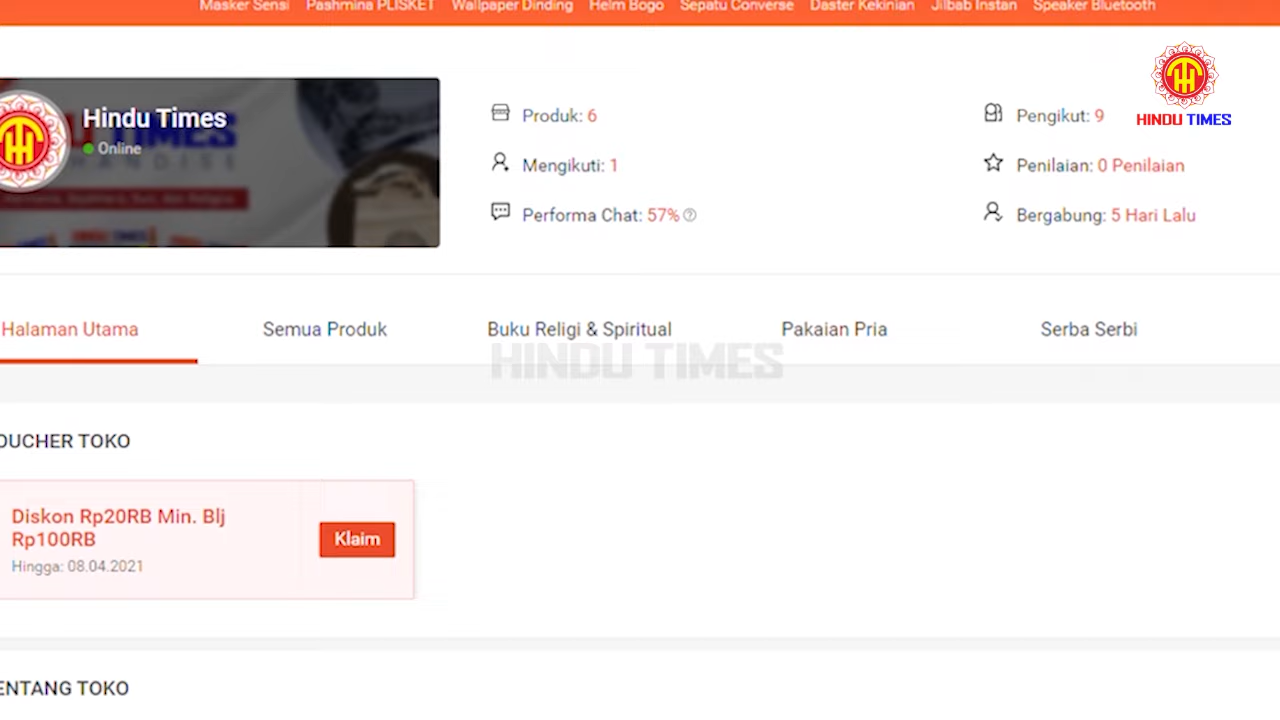 Masker Sensi Pashmina PLISKET Wallpaper Dinding Helm Bogo Sepatu Converse Daster Kekinian Jilbab Instan Speaker Bluetooth
HINDU TIMES
Hindu Times
Online
Produk: 6
Mengikuti: 1
Performa Chat: 57%
Pengikut: 9
Penilaian: 0 Penilaian
Bergabung: 5 Hari Lalu
Halaman Utama Semua Produk Buku Religi & Spiritual Pakaian Pria Serba Serbi
HINDU TIMES
OUCHER TOKO
Diskon Rp20RB Min. Blj
Rp100RB
Hingga: 08.04.2021
Klaim
ENTANG TOKO